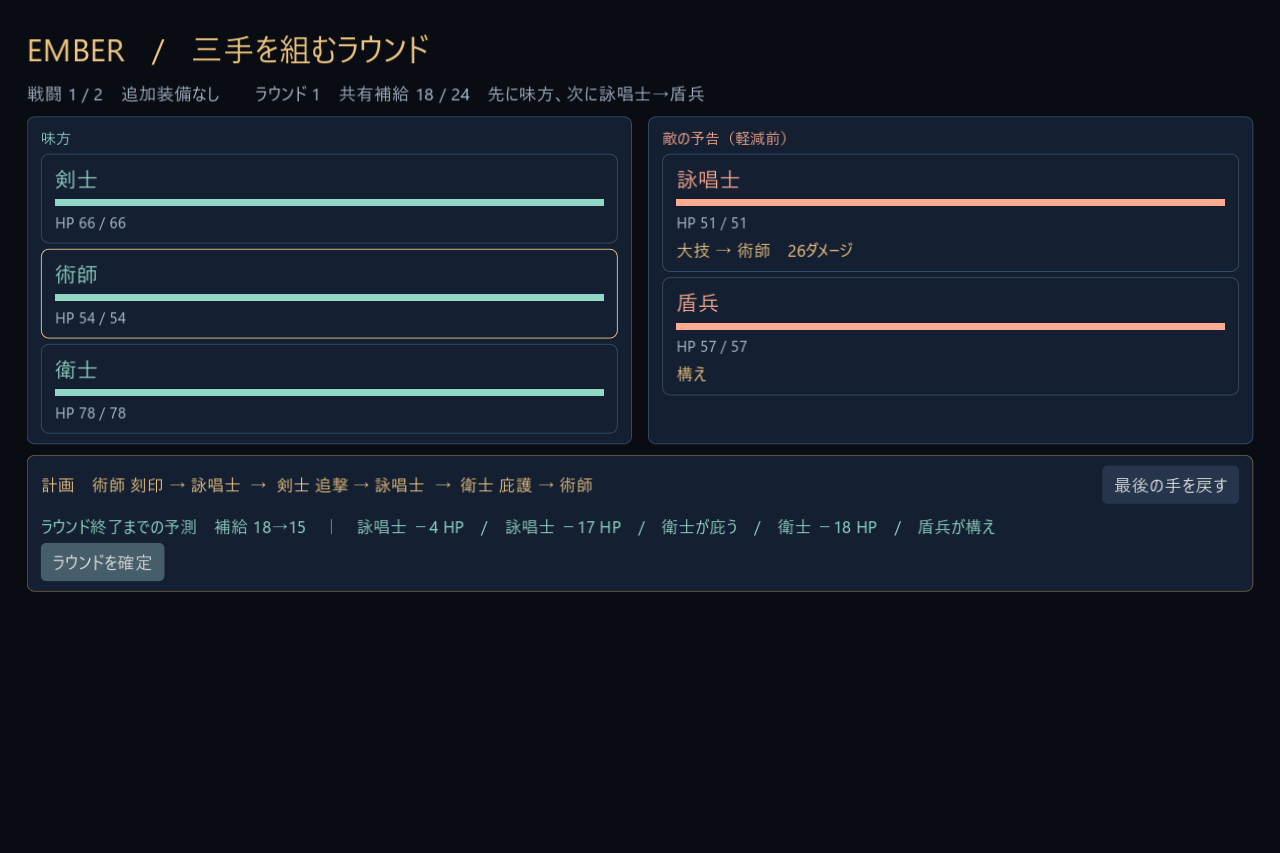 EMBER / 三手を組むラウンド
戦闘 1 / 2 追加装備なし ラウンド 1 共有補給 18 / 24 先に味方、次に詠唱士→盾兵
味方
剣士
HP 66 / 66
術師
HP 54 / 54
衛士
HP 78 / 78
敵の予告（軽減前）
詠唱士
HP 51 / 51
大技 → 術師 26ダメージ
盾兵
HP 57 / 57
構え
計画 術師 刻印 → 詠唱士 → 剣士 追撃 → 詠唱士 → 衛士 庇護 → 術師
最後の手を戻す
ラウンド終了までの予測 補給 18→15 ｜ 詠唱士 −4 HP / 詠唱士 −17 HP / 衛士が庇う / 衛士 −18 HP / 盾兵が構え
ラウンドを確定